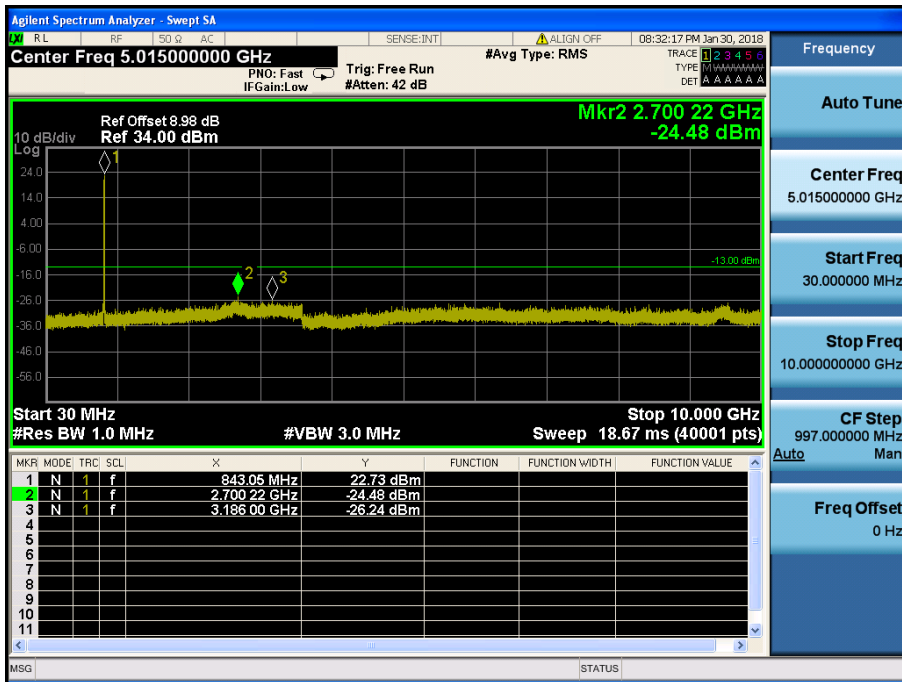 Agilent Spectrum Analyzer - Swept SA
LXI RL RF 50 Ω AC SENSE:INT ALIGN OFF 08:32:17 PM Jan 30, 2018
Center Freq 5.015000000 GHz #Avg Type: RMS TRACE 1 2 3 4 5 6
PNO: Fast Trig: Free Run TYPE M WWWWW
IFGain:Low #Atten: 42 dB DET A A A A A A
Mkr2 2.700 22 GHz
-24.48 dBm
Ref Offset 8.98 dB
10 dB/div Ref 34.00 dBm
Log
1
24.0
14.0
4.00
-6.00
-13.00 dBm
-16.0
2
3
-26.0
-36.0
-46.0
-56.0
Start 30 MHz Stop 10.000 GHz
#Res BW 1.0 MHz #VBW 3.0 MHz Sweep 18.67 ms (40001 pts)
MKR MODE TRC SCL X Y FUNCTION FUNCTION WIDTH FUNCTION VALUE
1 N 1 f 843.05 MHz 22.73 dBm
2 N 1 f 2.700 22 GHz -24.48 dBm
3 N 1 f 3.186 00 GHz -26.24 dBm
4
5
6
7
8
9
10
11
MSG STATUS
Frequency
Auto Tune
Center Freq
5.015000000 GHz
Start Freq
30.000000 MHz
Stop Freq
10.000000000 GHz
CF Step
997.000000 MHz
Auto Man
Freq Offset
0 Hz